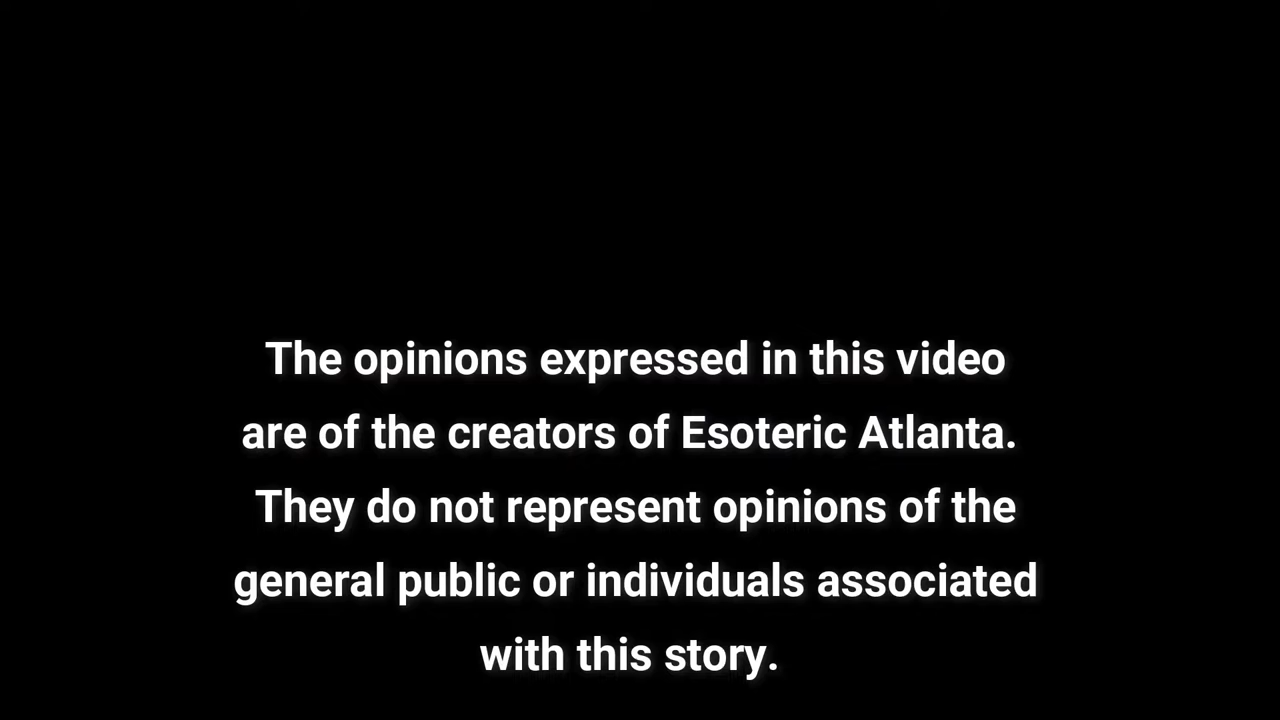 The opinions expressed in this video
are of the creators of Esoteric Atlanta.
They do not represent opinions of the
general public or individuals associated
with this story.